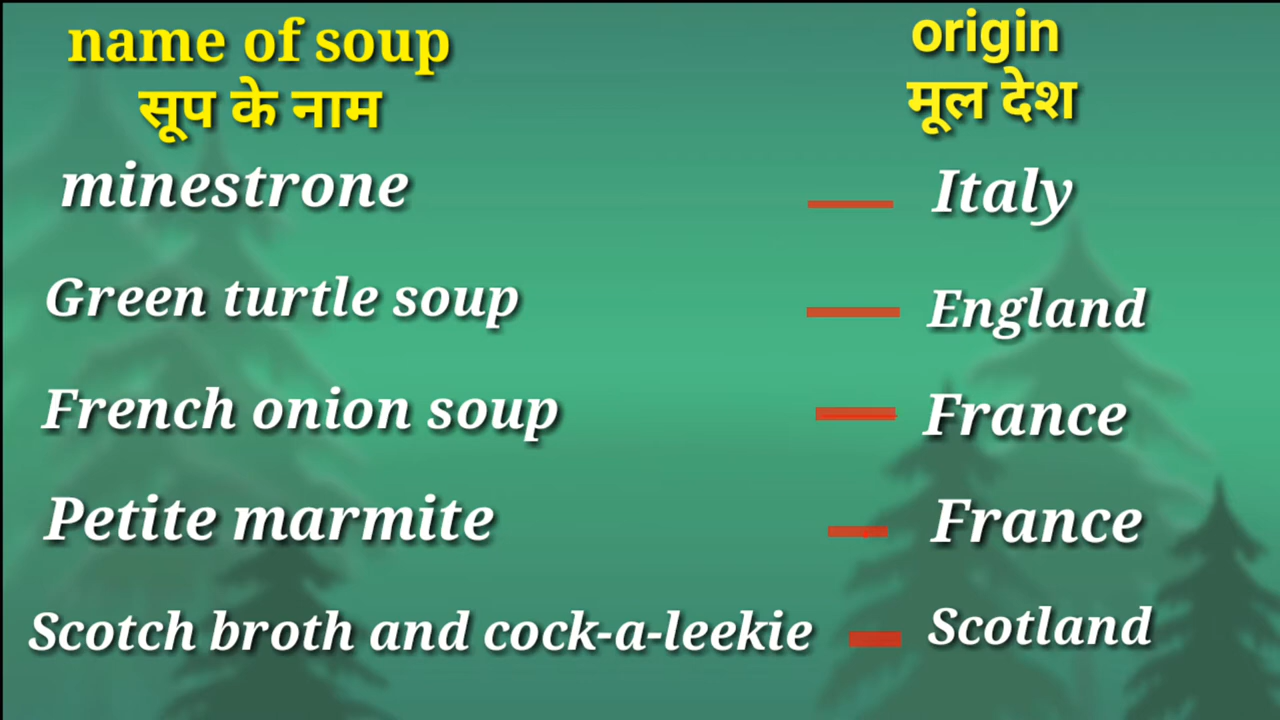 name of soup origin
सूप के नाम मूल देश
minestrone Italy
Green turtle soup England
French onion soup France
Petite marmite France
Scotch broth and cock-a-leekie Scotland